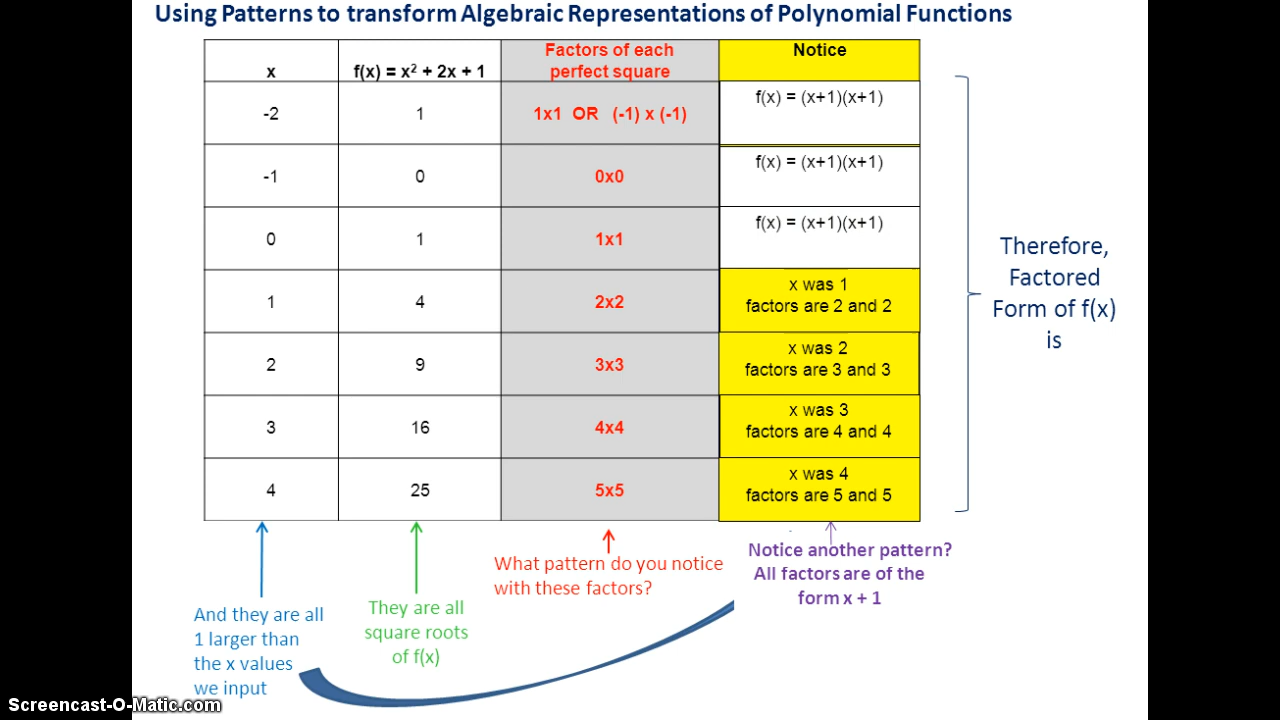 Using Patterns to transform Algebraic Representations of Polynomial Functions
x
f(x) = x² + 2x + 1
Factors of each
perfect square
Notice
-2
1
1x1 OR (-1) x (-1)
f(x) = (x+1)(x+1)
-1
0
0x0
f(x) = (x+1)(x+1)
0
1
1x1
f(x) = (x+1)(x+1)
1
4
2x2
x was 1
factors are 2 and 2
2
9
3x3
x was 2
factors are 3 and 3
3
16
4x4
x was 3
factors are 4 and 4
4
25
5x5
x was 4
factors are 5 and 5
Therefore,
Factored
Form of f(x)
is
And they are all
1 larger than
the x values
we input
They are all
square roots
of f(x)
What pattern do you notice
with these factors?
Notice another pattern?
All factors are of the
form x + 1
Screencast-O-Matic.com